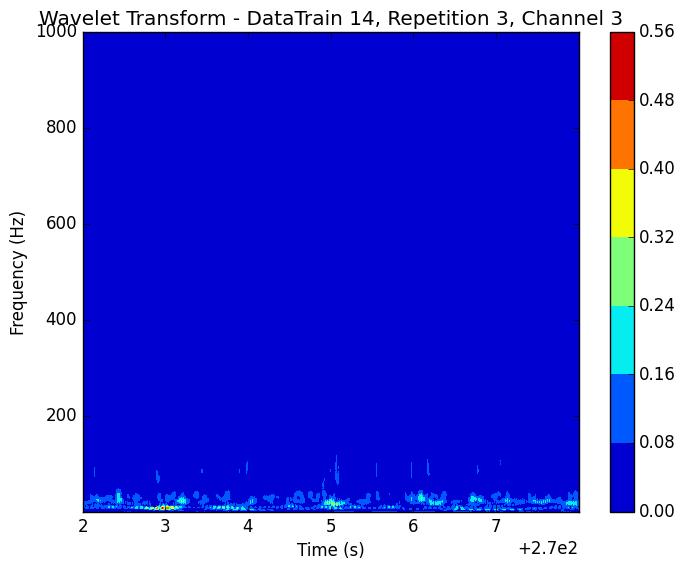 Wavelet Transform - DataTrain 14, Repetition 3, Channel 3
1000
800
600
400
200
Frequency (Hz)
2 3 4 5 6 7
Time (s)
+2.7e2
0.56
0.48
0.40
0.32
0.24
0.16
0.08
0.00